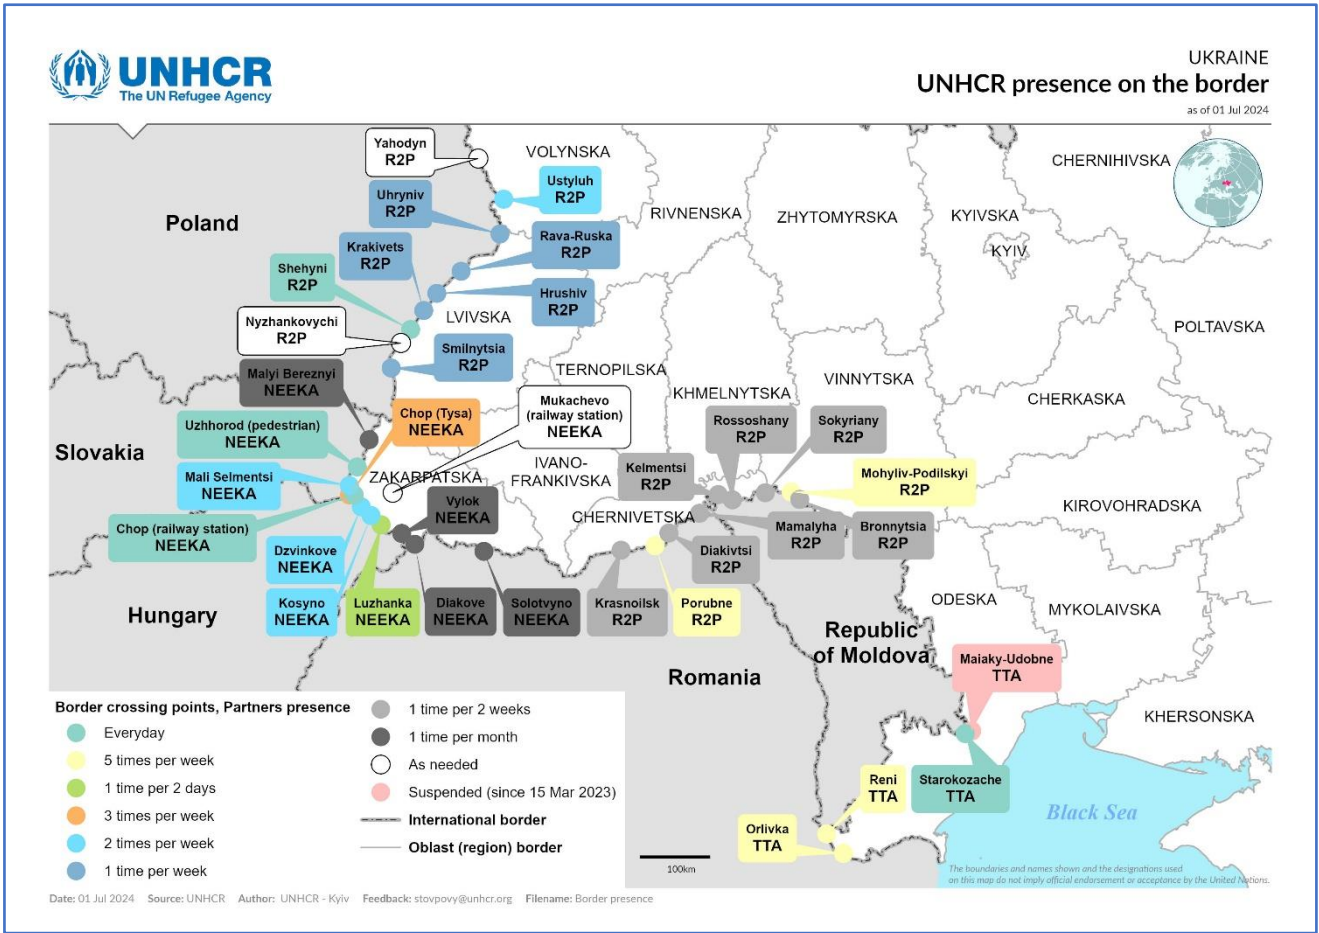 UNHCR
The UN Refugee Agency
UKRAINE
UNHCR presence on the border
as of 01 Jul 2024
Yahodyn
R2P
VOLYNSKA
CHERNIHIVSKA
Ustyluh
R2P
Uhryniv
R2P
Poland
RIVNENSKA
ZHYTOMYRSKA
KYIVSKA
KYIV
Rava-Ruska
R2P
Krakivets
R2P
Shehyni
R2P
Hrushiv
R2P
Nyzhankovychi
R2P
LVIVSKA
POLTAVSKA
Smilnytsia
R2P
Malyi Bereznyi
NEEKA
TERNOPILSKA
KHMELNYTSKA
VINNYTSKA
CHERKASKA
Mukachevo
(railway station)
NEEKA
Chop (Tysa)
NEEKA
Uzhhorod (pedestrian)
NEEKA
Rossoshany
R2P
Sokyriany
R2P
Slovakia
Mali Selmentsi
NEEKA
ZAKARPATSKA
IVANO-
FRANKIVSKA
Kelmentsi
R2P
Mohyliv-Podilskyi
R2P
KIROVOHRADSKA
Vylok
NEEKA
CHERNIVETSKA
Chop (railway station)
NEEKA
Mamalyha
R2P
Bronnytsia
R2P
Dzvinkove
NEEKA
Diakivtsi
R2P
Hungary
Kosyno
NEEKA
Luzhanka
NEEKA
Diakove
NEEKA
Solotvyno
NEEKA
Krasnoilsk
R2P
Porubne
R2P
ODESKA
MYKOLAIVSKA
Republic
of Moldova
Romania
Maiaky-Udobne
TTA
KHERSONSKA
Reni
TTA
Starokozache
TTA
Orlivka
TTA
Black Sea
Border crossing points, Partners presence
Everyday
5 times per week
1 time per 2 days
3 times per week
2 times per week
1 time per week
1 time per 2 weeks
1 time per month
As needed
Suspended (since 15 Mar 2023)
International border
Oblast (region) border
100km
The boundaries and names shown and the designations used
on this map do not imply official endorsement or acceptance by the United Nations.
Date: 01 Jul 2024 Source: UNHCR Author: UNHCR - Kyiv Feedback: stovpovy@unhcr.org Filename: Border presence